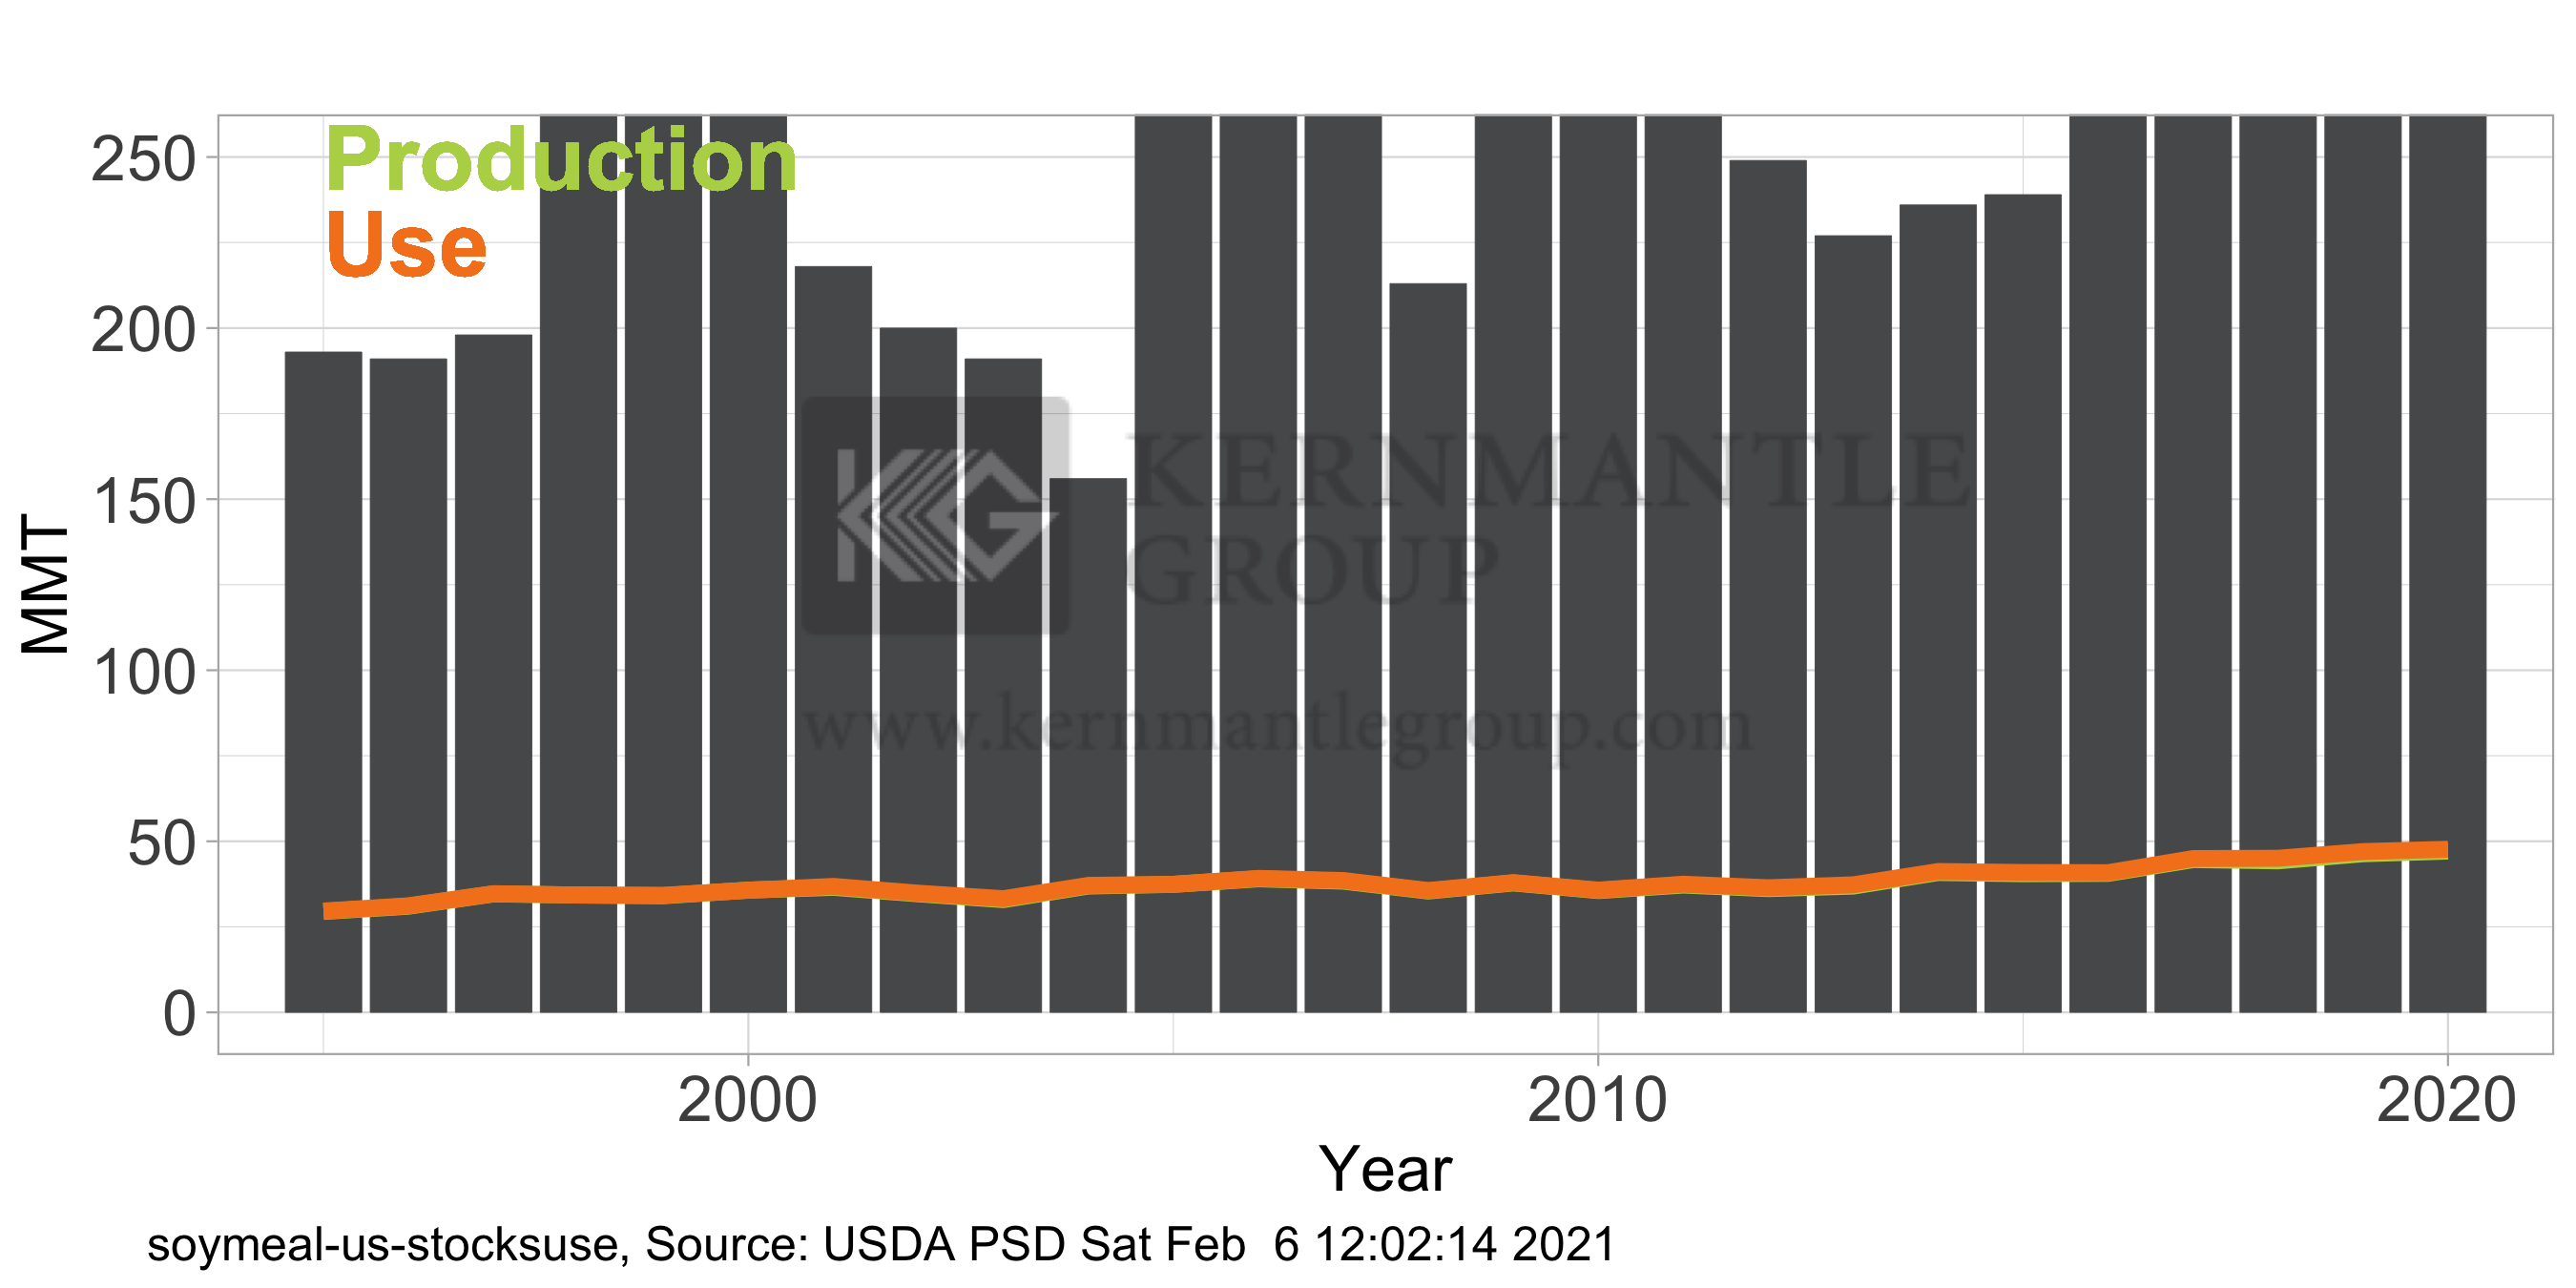 Production
Use
250
200
150
100
50
0
MMT
KG
KERNMANTLE
GROUP
www.kernmantlegroup.com
2000
2010
2020
Year
soymeal-us-stocksuse, Source: USDA PSD Sat Feb  6 12:02:14 2021